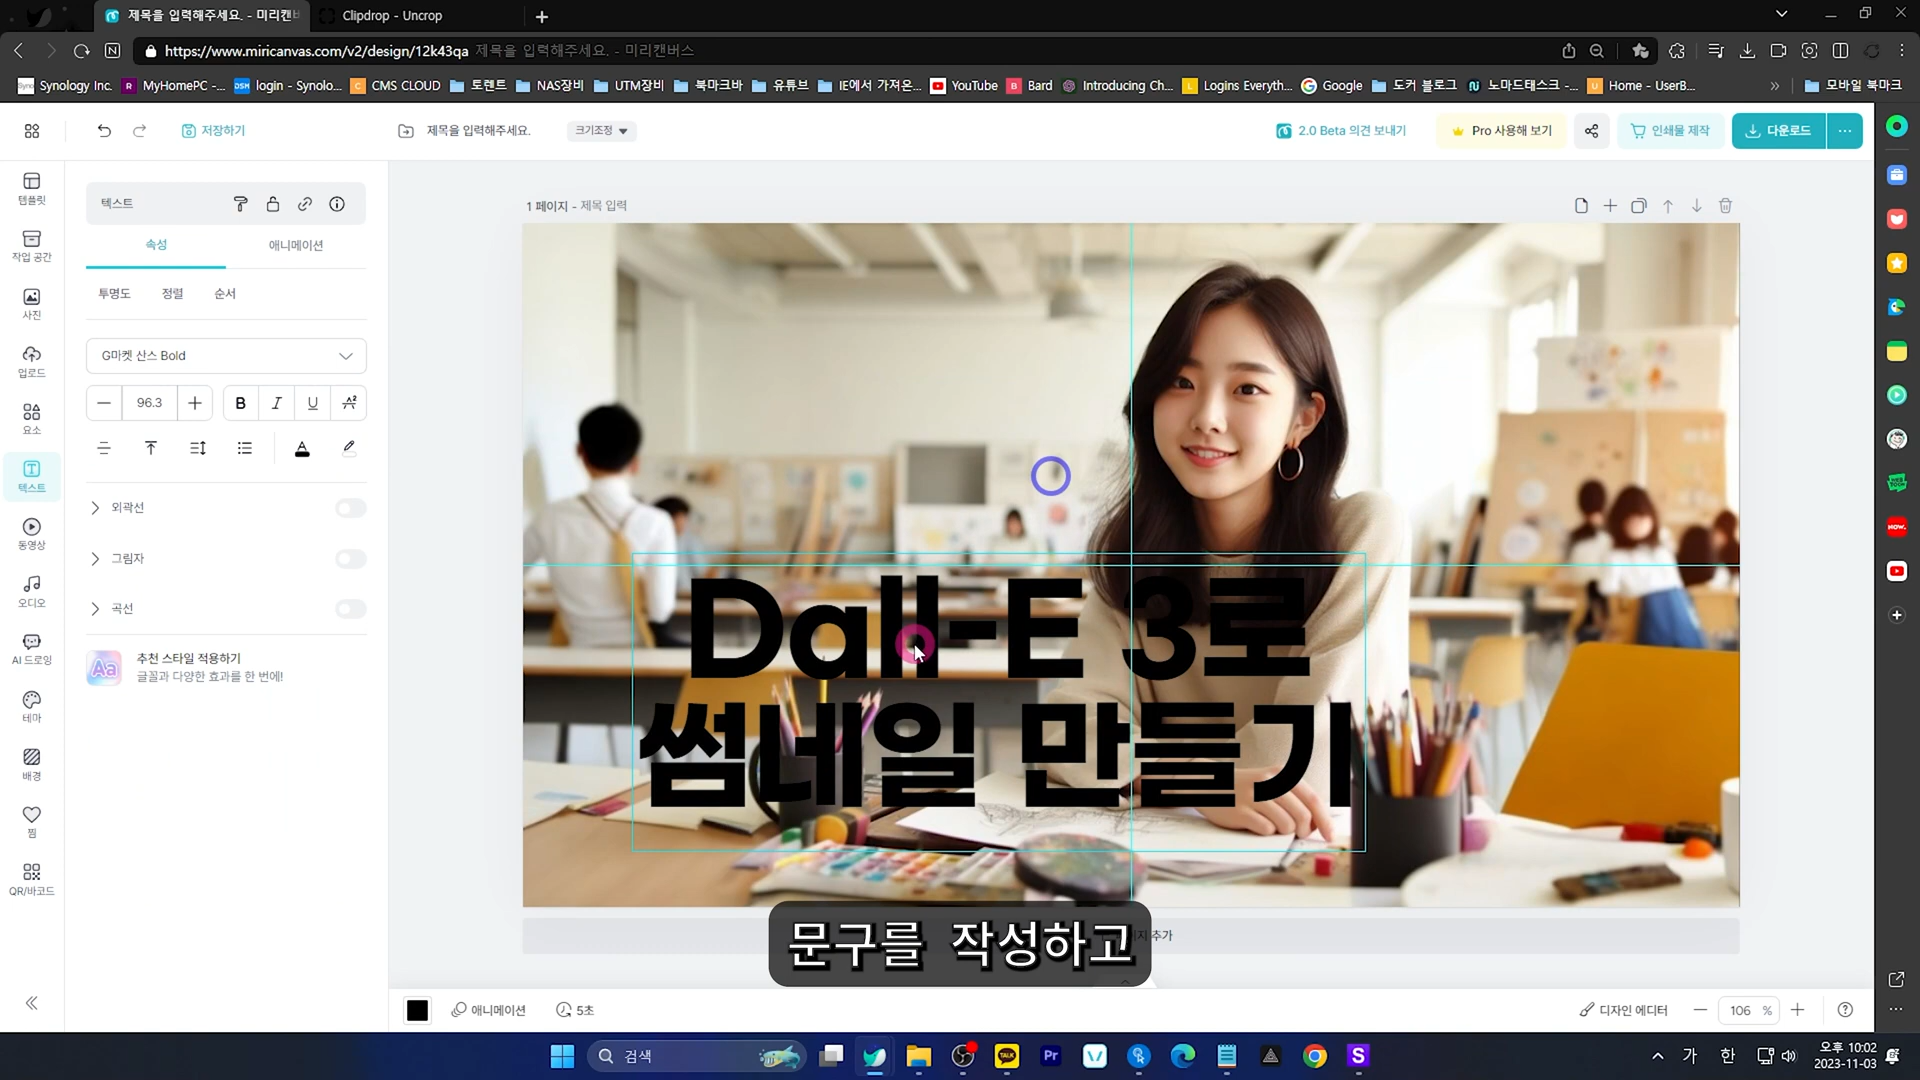 제목을 입력해주세요. - 미리캔버
Clipdrop - Uncrop
https://www.miricanvas.com/v2/design/12k43qa 제목을 입력해주세요. - 미리캔버스
Synology Inc.
MyHomePC -...
login - Synolo...
CMS CLOUD
토렌트
NAS장비
UTM장비
북마크바
유튜브
IE에서 가져온...
YouTube
Bard
Introducing Ch...
Logins Everyth...
Google
도커 블로그
노마드태스크 -...
Home - UserB...
모바일 북마크
저장하기
제목을 입력해주세요.
크기조정
2.0 Beta 의견 보내기
Pro 사용해 보기
인쇄물 제작
다운로드
템플릿
작업 공간
사진
업로드
요소
텍스트
동영상
오디오
AI 드로잉
테마
배경
찜
QR/바코드
텍스트
속성
애니메이션
투명도
정렬
순서
G마켓 산스 Bold
96.3
B I U
외곽선
그림자
곡선
추천 스타일 적용하기
글꼴과 다양한 효과를 한 번에!
1 페이지 - 제목 입력
Dall-E 3로
썸네일 만들기
문구를 작성하고
추가
애니메이션
5초
디자인 에디터
106 %
검색
TALK
Pr
가
한
오후 10:02
2023-11-03